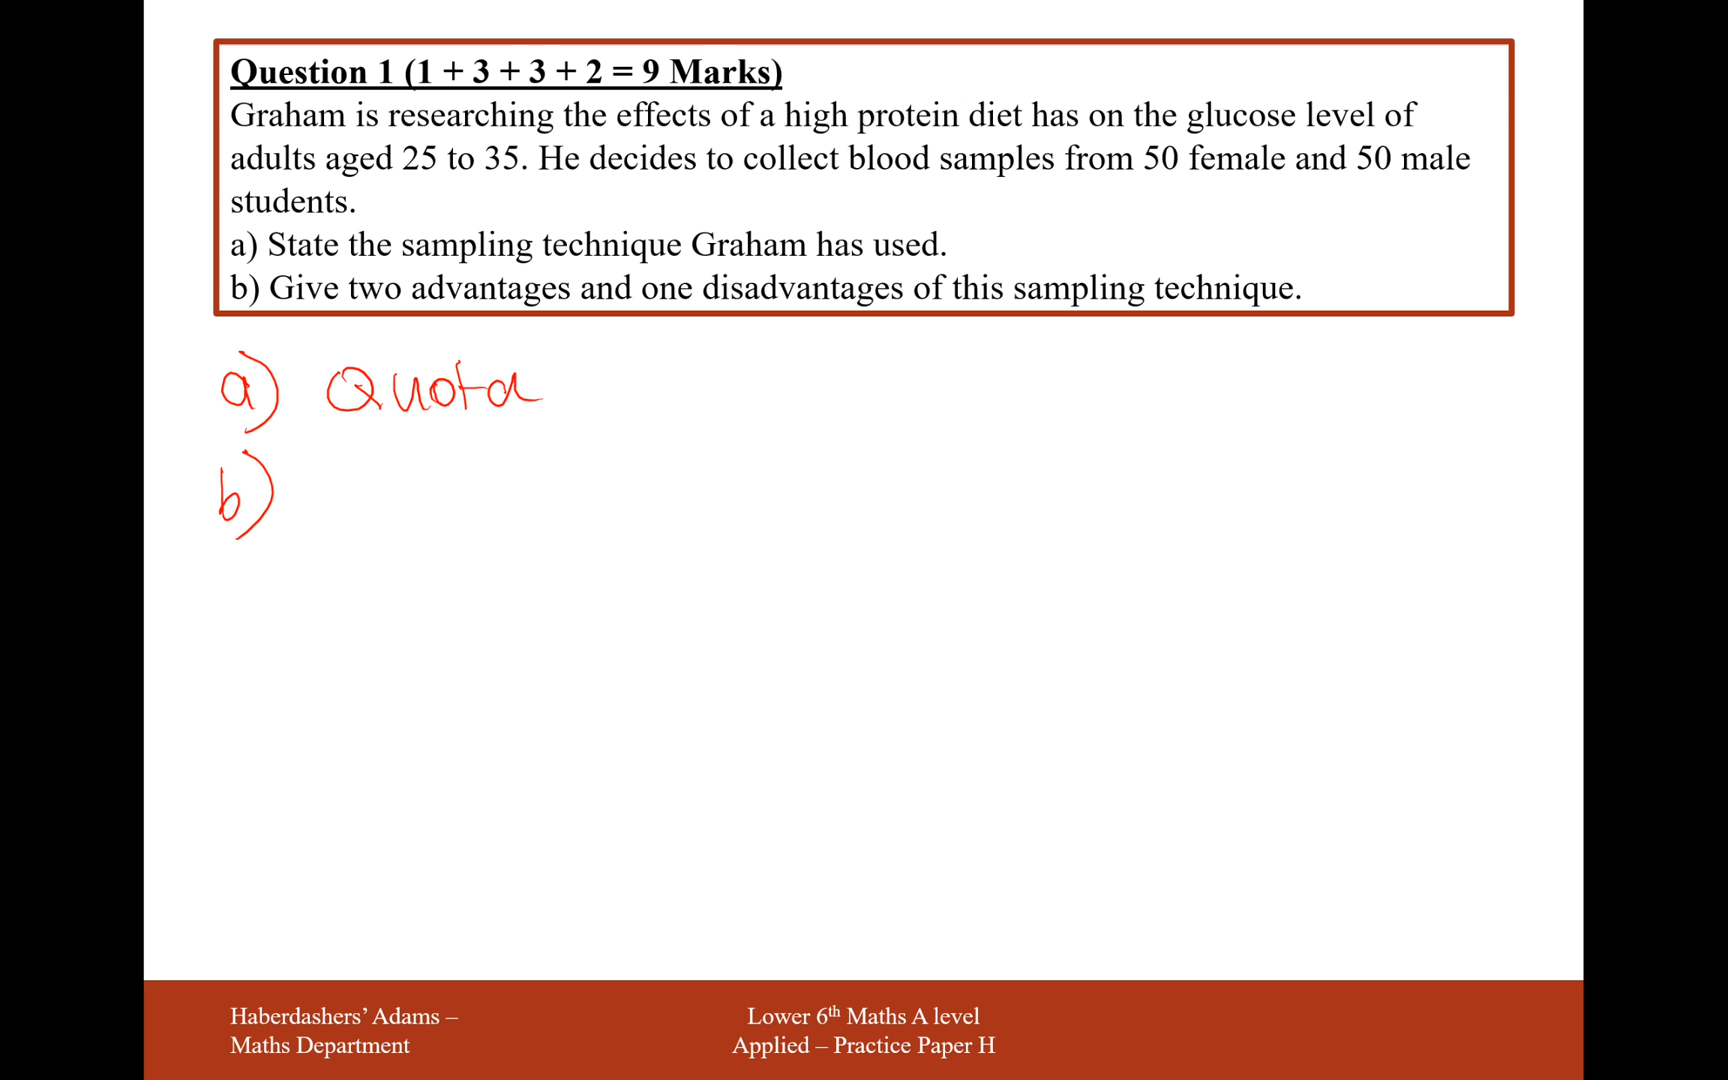 Question 1 (1 + 3 + 3 + 2 = 9 Marks)
Graham is researching the effects of a high protein diet has on the glucose level of
adults aged 25 to 35. He decides to collect blood samples from 50 female and 50 male
students.
a) State the sampling technique Graham has used.
b) Give two advantages and one disadvantages of this sampling technique.
a) Quota
b)
Haberdashers’ Adams –
Maths Department
Lower 6th Maths A level
Applied – Practice Paper H